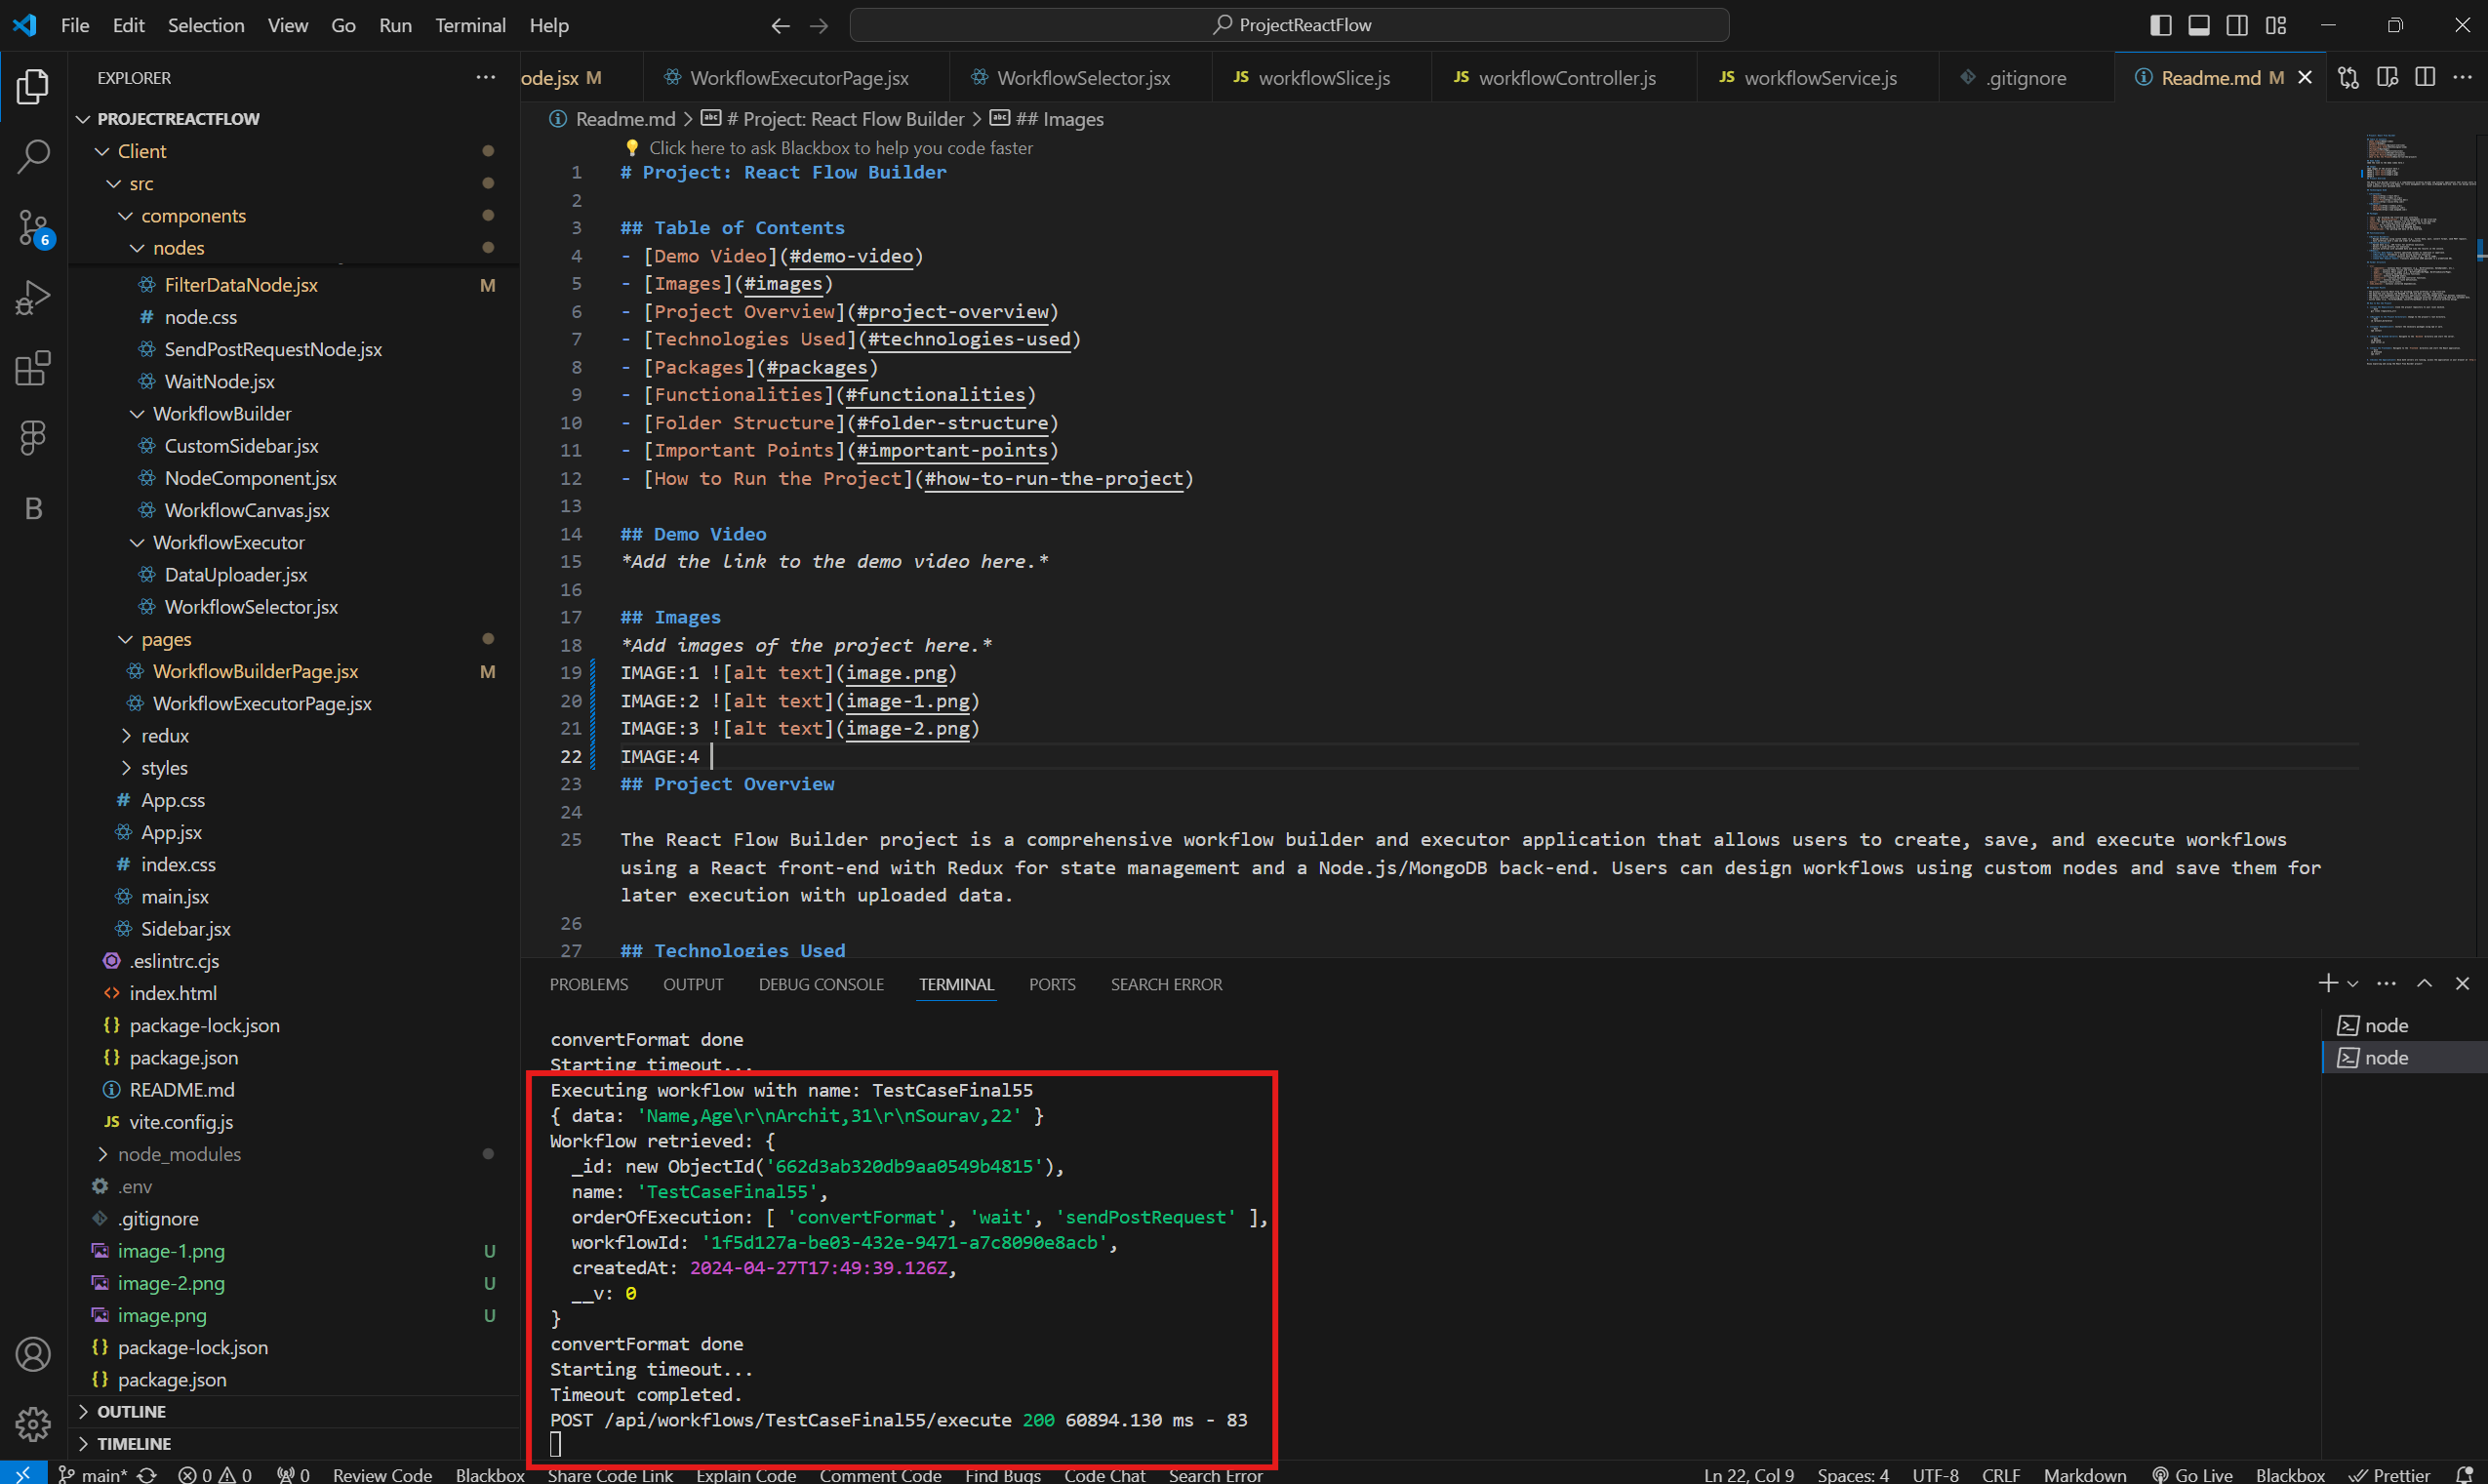 File Edit Selection View Go Run Terminal Help
ProjectReactFlow
EXPLORER
PROJECTREACTFLOW
Client
src
components
nodes
FilterDataNode.jsx M
# node.css
SendPostRequestNode.jsx
WaitNode.jsx
WorkflowBuilder
CustomSidebar.jsx
NodeComponent.jsx
WorkflowCanvas.jsx
WorkflowExecutor
DataUploader.jsx
WorkflowSelector.jsx
pages
WorkflowBuilderPage.jsx M
WorkflowExecutorPage.jsx
redux
styles
# App.css
App.jsx
# index.css
main.jsx
Sidebar.jsx
.eslintrc.cjs
<> index.html
{} package-lock.json
{} package.json
README.md
JS vite.config.js
node_modules
.env
.gitignore
image-1.png U
image-2.png U
image.png U
{} package-lock.json
{} package.json
OUTLINE
TIMELINE
6
B
ode.jsx M WorkflowExecutorPage.jsx WorkflowSelector.jsx JS workflowSlice.js JS workflowController.js JS workflowService.js .gitignore Readme.md M
Readme.md > # Project: React Flow Builder > ## Images
Click here to ask Blackbox to help you code faster
1 # Project: React Flow Builder
2
3 ## Table of Contents
4 - [Demo Video](#demo-video)
5 - [Images](#images)
6 - [Project Overview](#project-overview)
7 - [Technologies Used](#technologies-used)
8 - [Packages](#packages)
9 - [Functionalities](#functionalities)
10 - [Folder Structure](#folder-structure)
11 - [Important Points](#important-points)
12 - [How to Run the Project](#how-to-run-the-project)
13
14 ## Demo Video
15 *Add the link to the demo video here.*
16
17 ## Images
18 *Add images of the project here.*
19 IMAGE:1 ![alt text](image.png)
20 IMAGE:2 ![alt text](image-1.png)
21 IMAGE:3 ![alt text](image-2.png)
22 IMAGE:4
23 ## Project Overview
24
25 The React Flow Builder project is a comprehensive workflow builder and executor application that allows users to create, save, and execute workflows
using a React front-end with Redux for state management and a Node.js/MongoDB back-end. Users can design workflows using custom nodes and save them for
later execution with uploaded data.
26
27 ## Technologies Used
PROBLEMS OUTPUT DEBUG CONSOLE TERMINAL PORTS SEARCH ERROR
convertFormat done
Starting timeout...
Executing workflow with name: TestCaseFinal55
{ data: 'Name,Age\r\nArchit,31\r\nSourav,22' }
Workflow retrieved: {
_id: new ObjectId('662d3ab320db9aa0549b4815'),
name: 'TestCaseFinal55',
orderOfExecution: [ 'convertFormat', 'wait', 'sendPostRequest' ],
workflowId: '1f5d127a-be03-432e-9471-a7c8090e8acb',
createdAt: 2024-04-27T17:49:39.126Z,
__v: 0
}
convertFormat done
Starting timeout...
Timeout completed.
POST /api/workflows/TestCaseFinal55/execute 200 60894.130 ms - 83
node
node
main* 0 0 0 Review Code Blackbox Share Code Link Explain Code Comment Code Find Bugs Code Chat Search Error Ln 22, Col 9 Spaces: 4 UTF-8 CRLF Markdown Go Live Blackbox Prettier